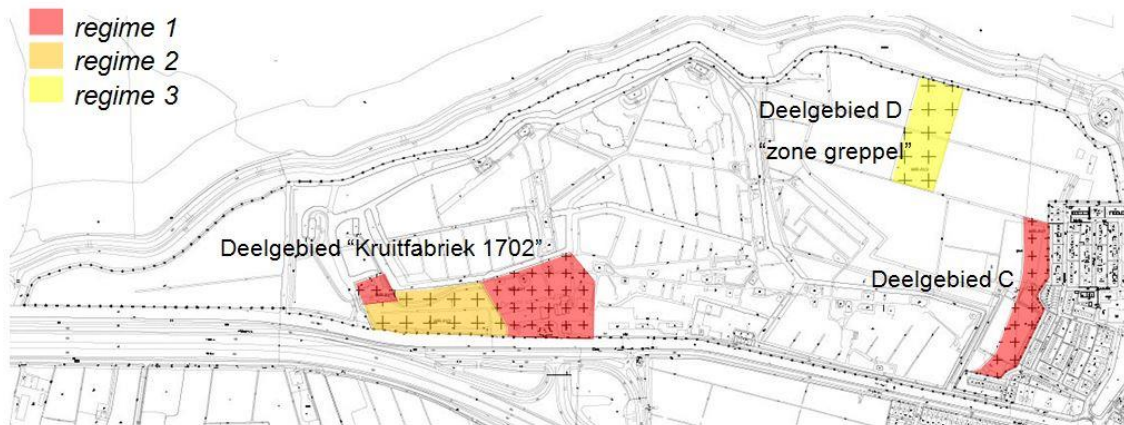 regime 1
regime 2
regime 3
Deelgebied D
“zone greppel”
Deelgebied “Kruitfabriek 1702”
Deelgebied C